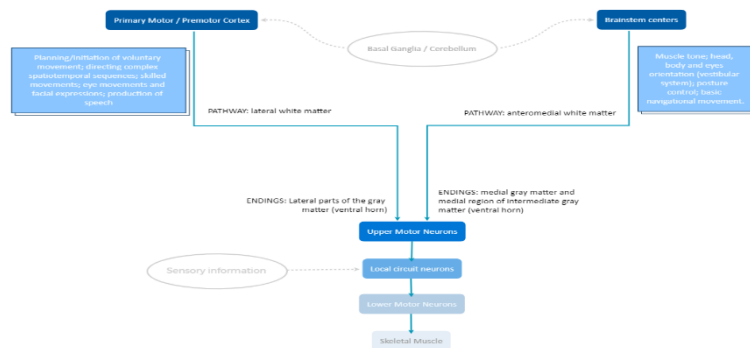 Primary Motor / Premotor Cortex
Brainstem centers
Basal Ganglia / Cerebellum
Planning/initiation of voluntary
movement; directing complex
spatiotemporal sequences; skilled
movements; eye movements and
facial expressions; production of
speech
Muscle tone; head,
body and eyes
orientation (vestibular
system); posture
control; basic
navigational movement.
PATHWAY: lateral white matter
PATHWAY: anteromedial white matter
ENDINGS: Lateral parts of the gray
matter (ventral horn)
ENDINGS: medial gray matter and
medial region of intermediate gray
matter (ventral horn)
Upper Motor Neurons
Sensory information
Local circuit neurons
Lower Motor Neurons
Skeletal Muscle